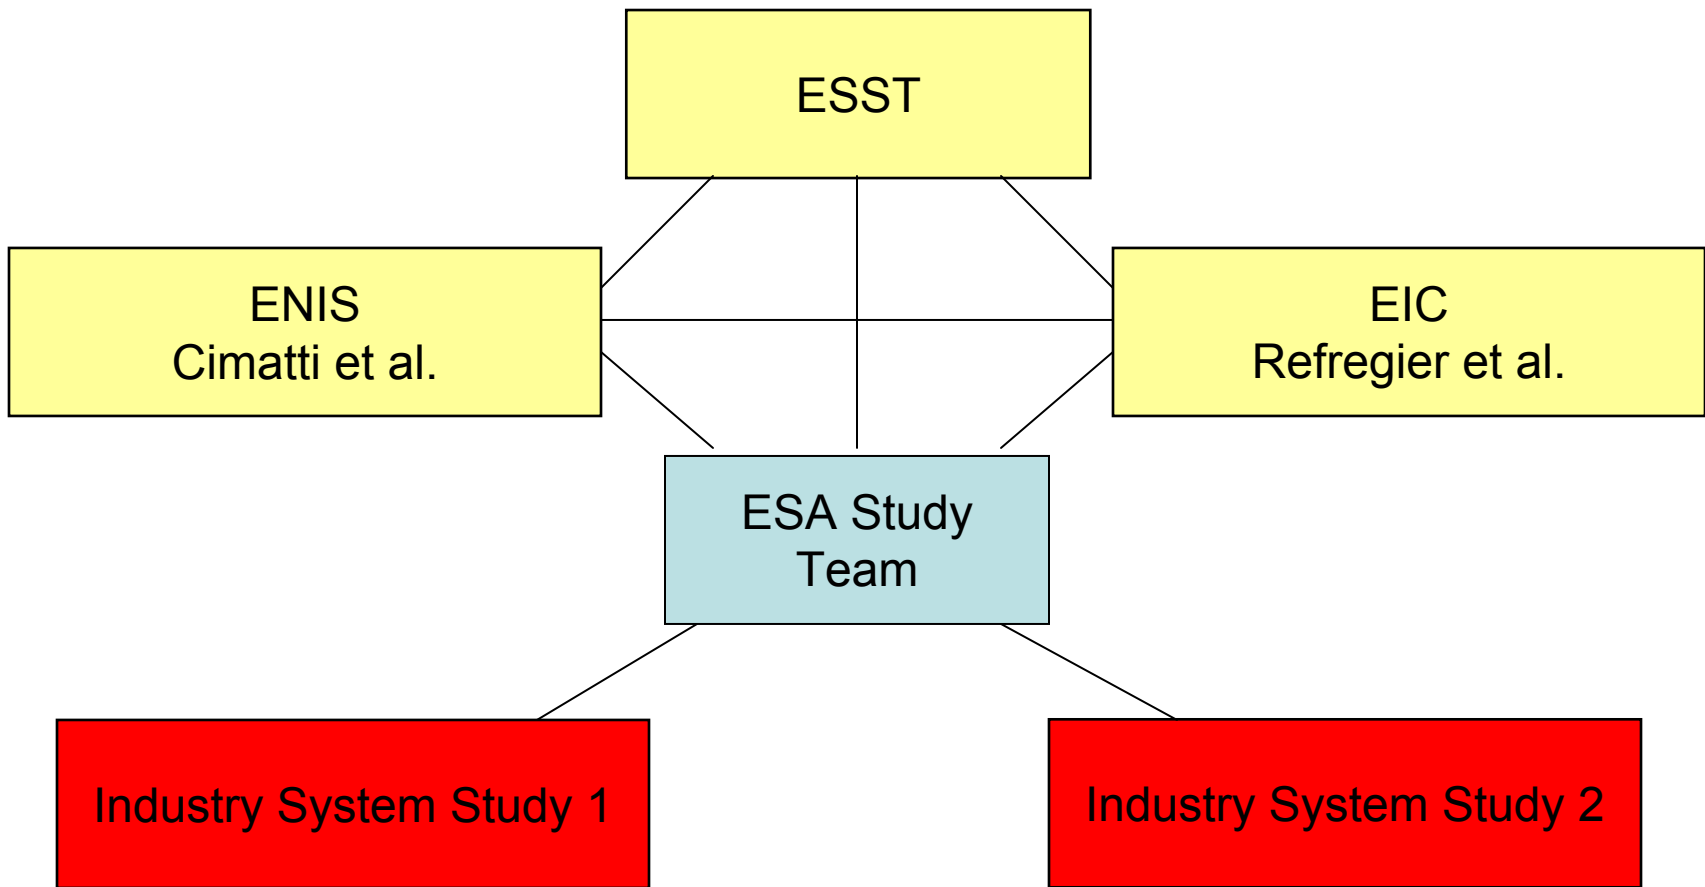 ESST
ENIS
Cimatti et al.
EIC
Refregier et al.
ESA Study
Team
Industry System Study 1
Industry System Study 2